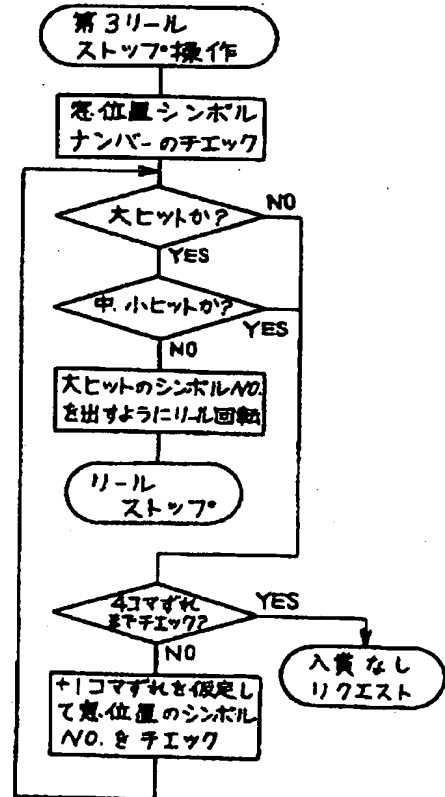 第3リール
ストップ操作
窓位置シンボル
ナンバーのチェック
大ヒットか?
NO
YES
中.小ヒットか?
YES
NO
大ヒットのシンボルNO.
を出すようにリール回転
リール
ストップ
4コマずれ
までチェック?
YES
NO
入賞なし
リクエスト
+1コマずれを仮定し
て窓位置のシンボル
NO.をチェック